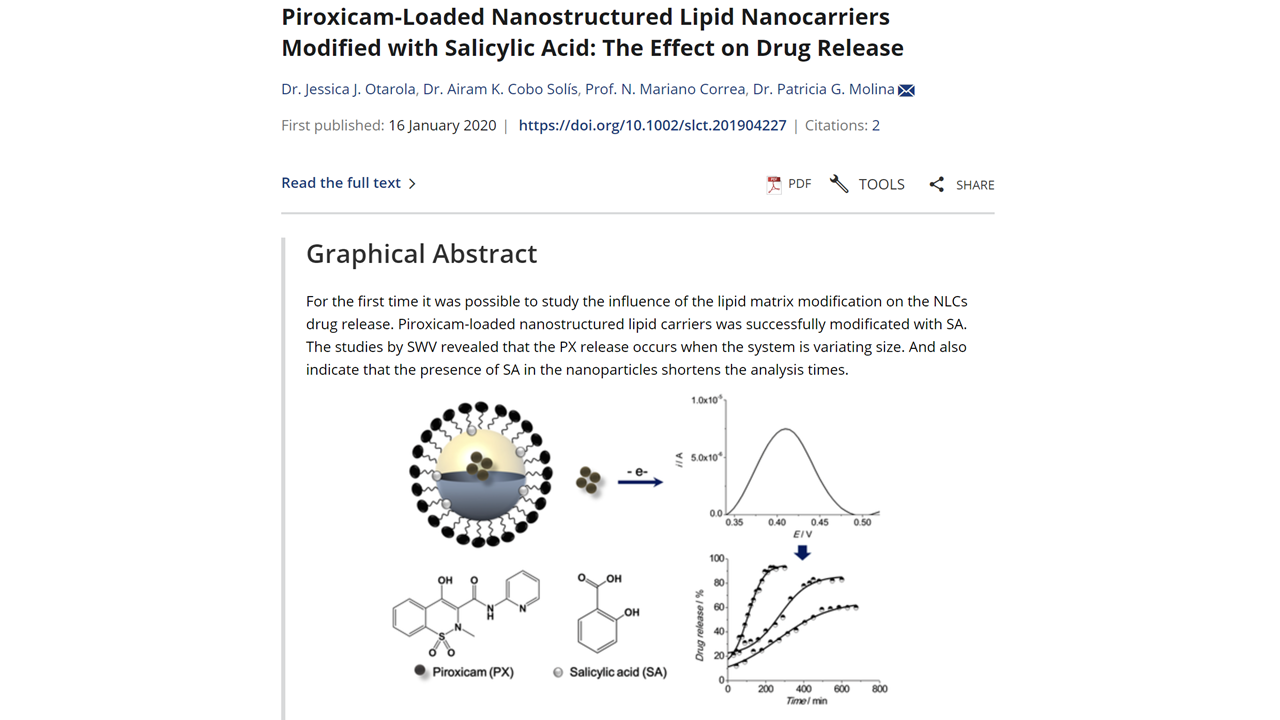 Piroxicam-Loaded Nanostructured Lipid Nanocarriers
Modified with Salicylic Acid: The Effect on Drug Release
Dr. Jessica J. Otarola, Dr. Airam K. Cobo Solís, Prof. N. Mariano Correa, Dr. Patricia G. Molina
First published: 16 January 2020 | https://doi.org/10.1002/slct.201904227 | Citations: 2
Read the full text
PDF TOOLS SHARE
Graphical Abstract
For the first time it was possible to study the influence of the lipid matrix modification on the NLCs
drug release. Piroxicam-loaded nanostructured lipid carriers was successfully modificated with SA.
The studies by SWV revealed that the PX release occurs when the system is variating size. And also
indicate that the presence of SA in the nanoparticles shortens the analysis times.
- e-
1.0x10⁻⁵
5.0x10⁻⁶
0.0
I / A
0.35 0.40 0.45 0.50
E / V
OH O
N
N
H
S
N
O O
Piroxicam (PX)
O OH
OH
Salicylic acid (SA)
100
80
60
40
20
0
Drug release / %
0 200 400 600 800
Time / min